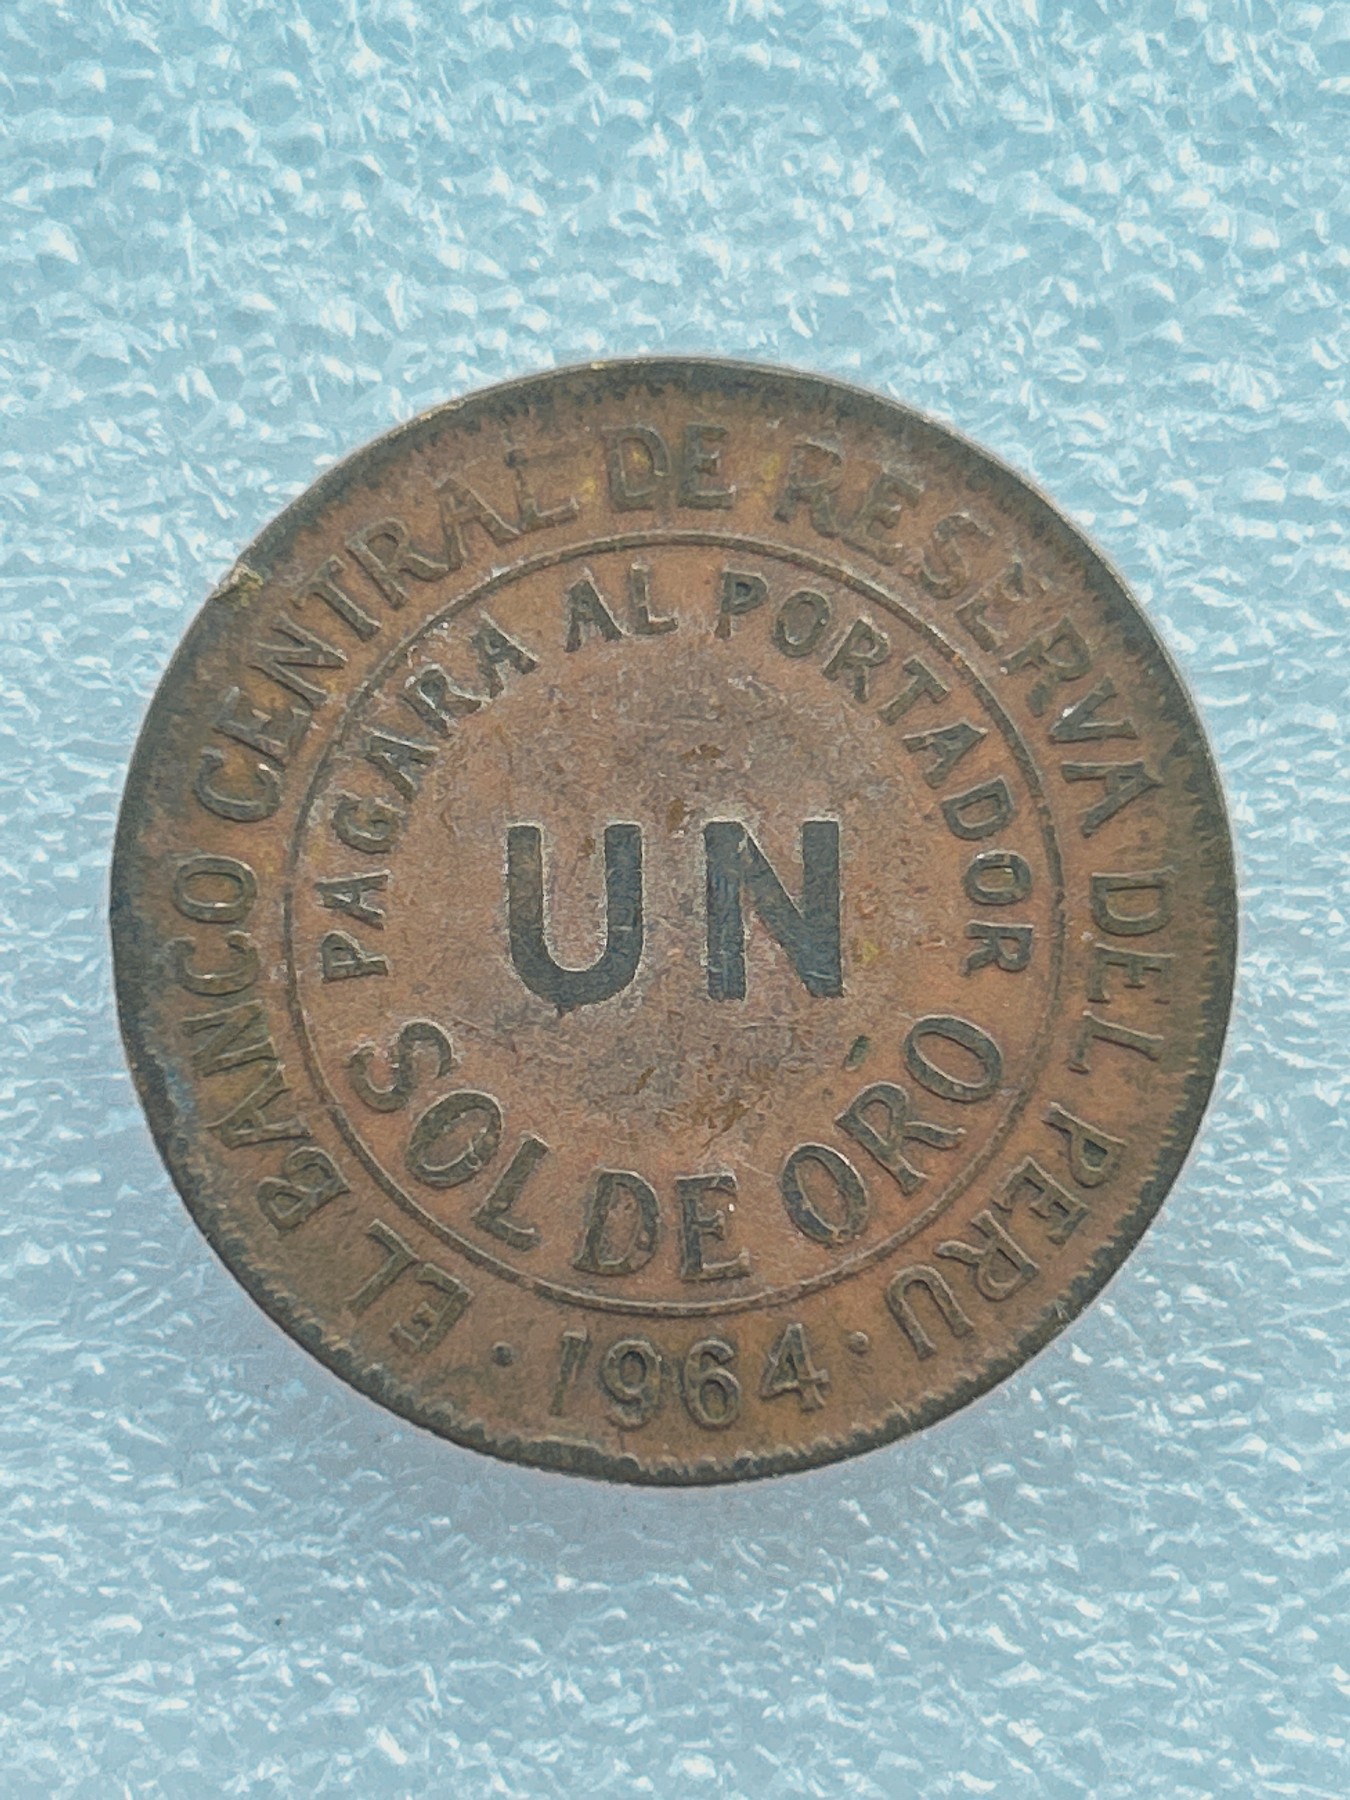 EL BANCO CENTRAL DE RESERVA DEL PERU
PAGARA AL PORTADOR
UN
SOL DE ORO
· 1964 ·